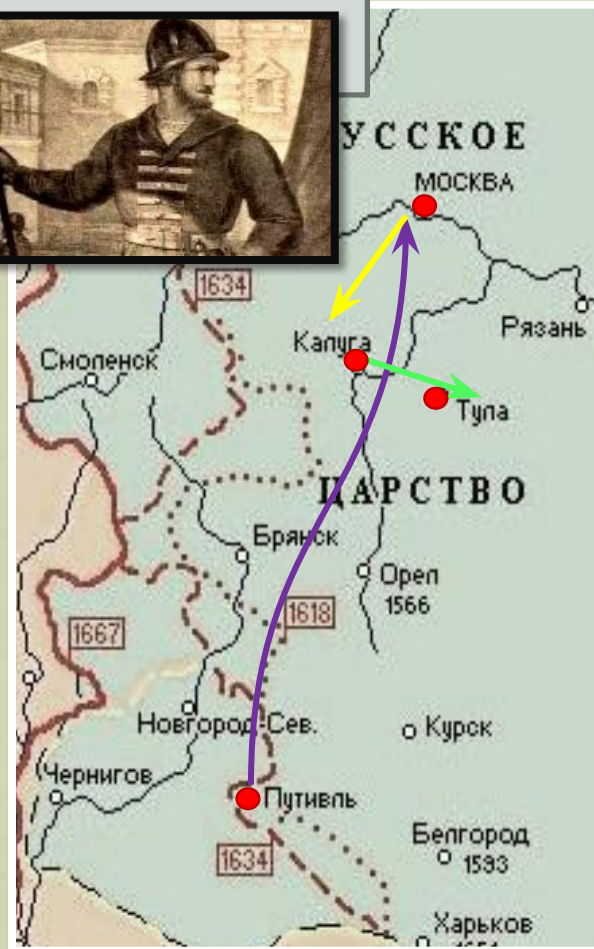 УССКОЕ
МОСКВА
1634
Рязань
Калуга
Смоленск
Тула
ЦАРСТВО
Брянск
Орел
1566
1618
1667
Новгород-Сев.
Курск
Чернигов
Путивль
Белгород
1593
1634
Харьков